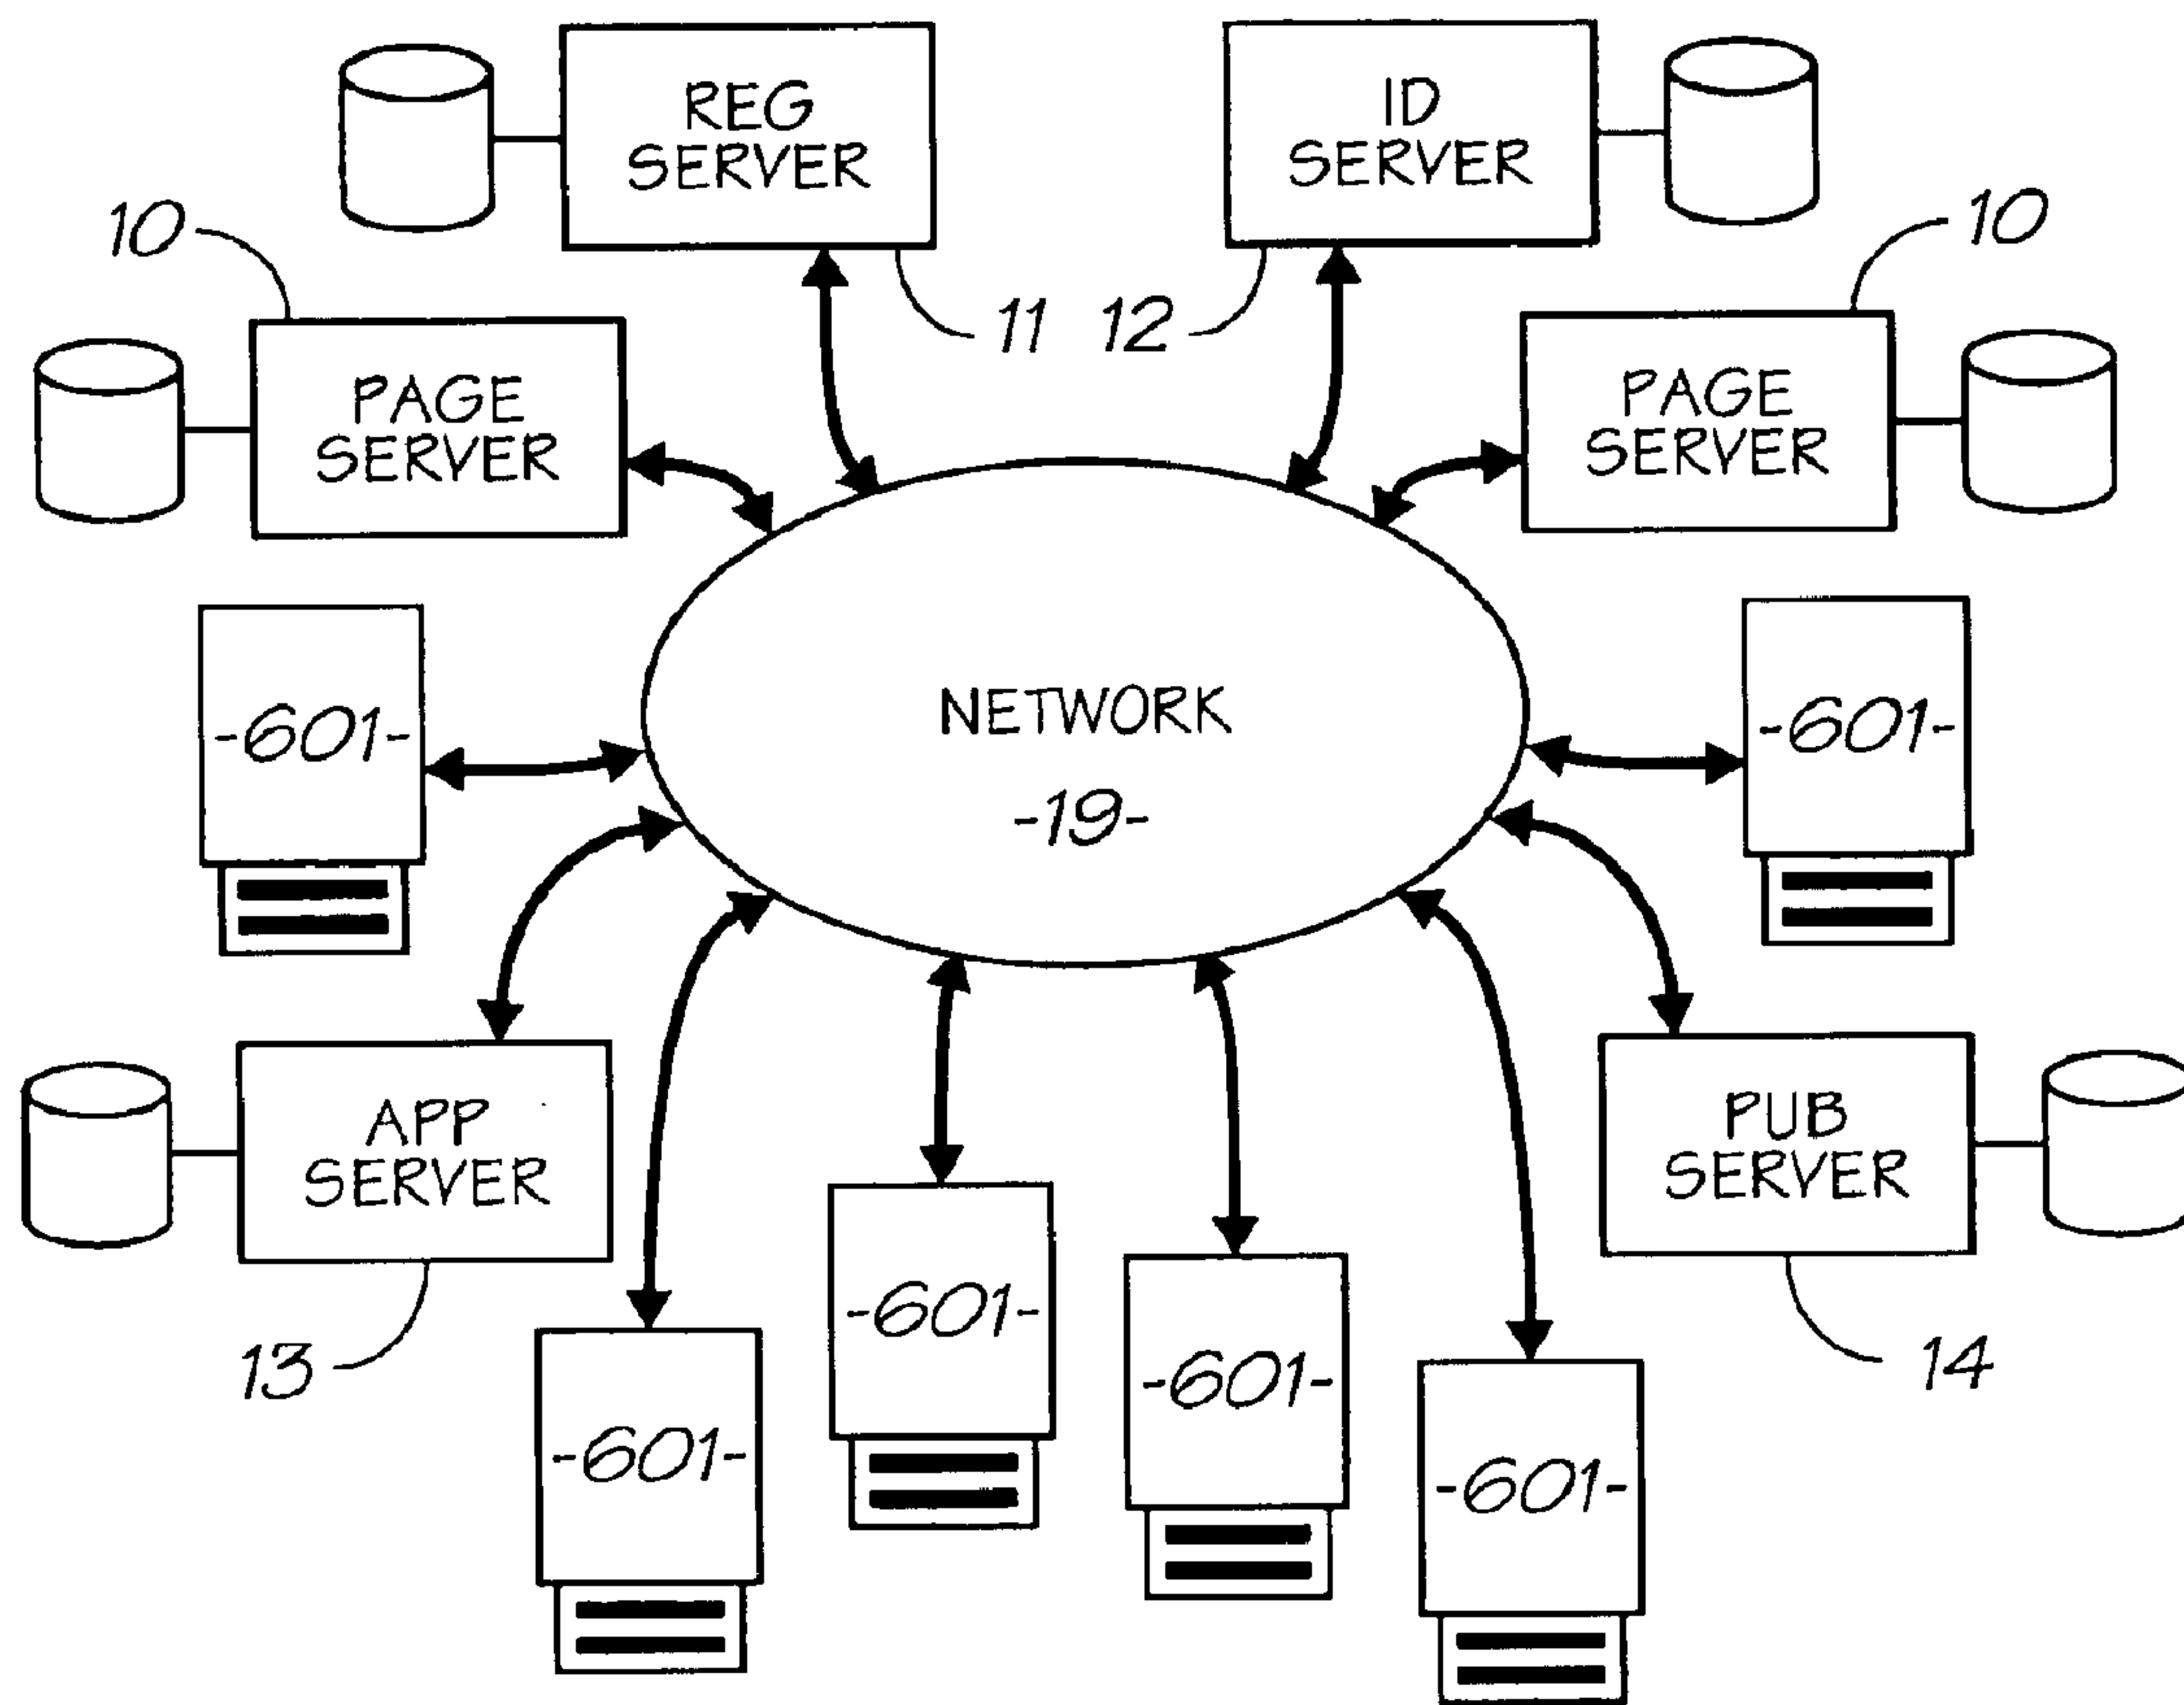 REG
SERVER
ID
SERVER
10
10
11
12
PAGE
SERVER
PAGE
SERVER
-601-
NETWORK
-19-
-601-
APP
SERVER
PUB
SERVER
-601-
-601-
13
14
-601-
-601-